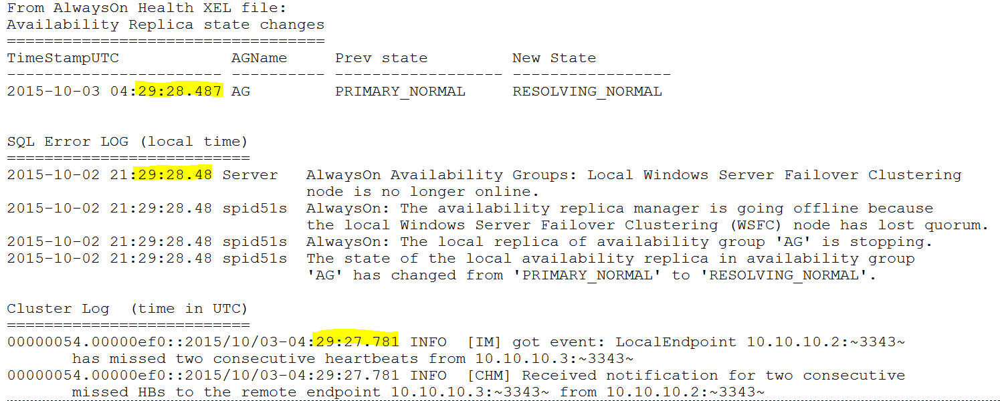 From AlwaysOn Health XEL file:
Availability Replica state changes
==================================
TimeStampUTC            AGName     Prev state         New State
----------------------- ---------- ------------------ -----------------
2015-10-03 04:29:28.487 AG         PRIMARY_NORMAL     RESOLVING_NORMAL
SQL Error LOG (local time)
==========================
2015-10-02 21:29:28.48 Server   AlwaysOn Availability Groups: Local Windows Server Failover Clustering
node is no longer online.
2015-10-02 21:29:28.48 spid51s  AlwaysOn: The availability replica manager is going offline because
the local Windows Server Failover Clustering (WSFC) node has lost quorum.
2015-10-02 21:29:28.48 spid51s  AlwaysOn: The local replica of availability group 'AG' is stopping.
2015-10-02 21:29:28.48 spid51s  The state of the local availability replica in availability group
'AG' has changed from 'PRIMARY_NORMAL' to 'RESOLVING_NORMAL'.
Cluster Log  (time in UTC)
==========================
00000054.00000ef0::2015/10/03-04:29:27.781 INFO  [IM] got event: LocalEndpoint 10.10.10.2:~3343~
has missed two consecutive heartbeats from 10.10.10.3:~3343~
00000054.00000ef0::2015/10/03-04:29:27.781 INFO  [CHM] Received notification for two consecutive
missed HBs to the remote endpoint 10.10.10.3:~3343~ from 10.10.10.2:~3343~